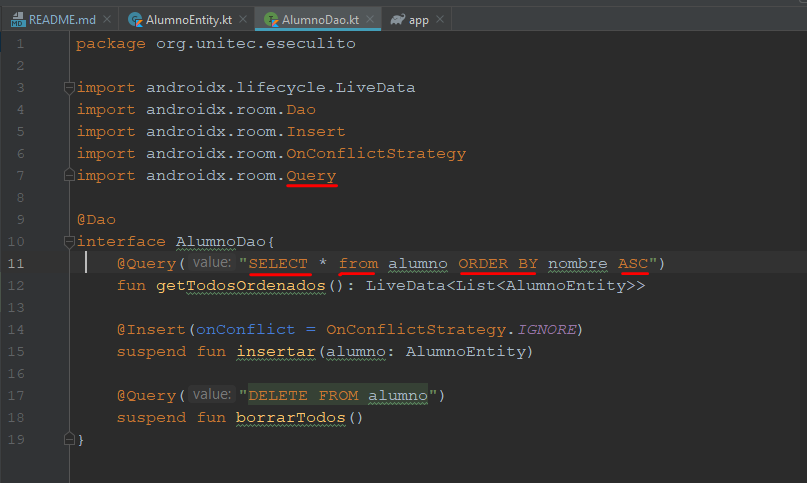 README.md AlumnoEntity.kt AlumnoDao.kt app
1 package org.unitec.eseculito
2
3 import androidx.lifecycle.LiveData
4 import androidx.room.Dao
5 import androidx.room.Insert
6 import androidx.room.OnConflictStrategy
7 import androidx.room.Query
8
9 @Dao
10 interface AlumnoDao{
11 @Query( value: "SELECT * from alumno ORDER BY nombre ASC")
12 fun getTodosOrdenados(): LiveData<List<AlumnoEntity>>
13
14 @Insert(onConflict = OnConflictStrategy.IGNORE)
15 suspend fun insertar(alumno: AlumnoEntity)
16
17 @Query( value: "DELETE FROM alumno")
18 suspend fun borrarTodos()
19 }